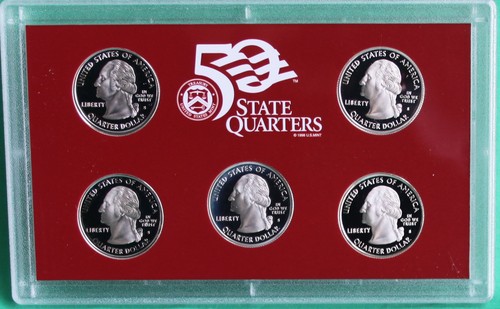 50
TM
STATE
QUARTERS
© 1998 U.S. MINT
UNITED STATES OF AMERICA
LIBERTY
IN
GOD WE
TRUST
S
QUARTER DOLLAR
UNITED STATES OF AMERICA
LIBERTY
IN
GOD WE
TRUST
S
QUARTER DOLLAR
UNITED STATES OF AMERICA
LIBERTY
IN
GOD WE
TRUST
S
QUARTER DOLLAR
UNITED STATES OF AMERICA
LIBERTY
IN
GOD WE
TRUST
S
QUARTER DOLLAR
UNITED STATES OF AMERICA
LIBERTY
IN
GOD WE
TRUST
S
QUARTER DOLLAR